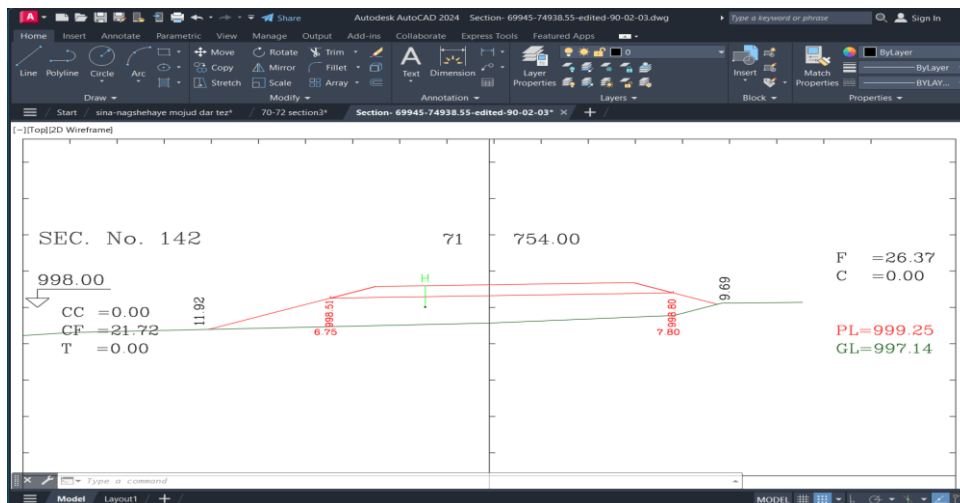 A Share Autodesk AutoCAD 2024 Section- 69945-74938.55-edited-90-02-03.dwg Type a keyword or phrase Sign In
Home Insert Annotate Parametric View Manage Output Add-ins Collaborate Express Tools Featured Apps
Line Polyline Circle Arc Move Rotate Trim Text Dimension Layer Properties 0 Insert Match Properties ByLayer
Copy Mirror Fillet ByLayer
Stretch Scale Array BYLAY...
Draw Modify Annotation Layers Block Properties
Start sina-nagshehaye mojud dar tez* 70-72 section3* Section- 69945-74938.55-edited-90-02-03* × +
[−][Top][2D Wireframe]
SEC. No. 142 71 754.00
F =26.37
C =0.00
998.00
H
CC =0.00
CF =21.72
T =0.00
11.92
998.51
6.75
998.80
7.80
9.69
PL=999.25
GL=997.14
Type a command
Model Layout1 + MODEL